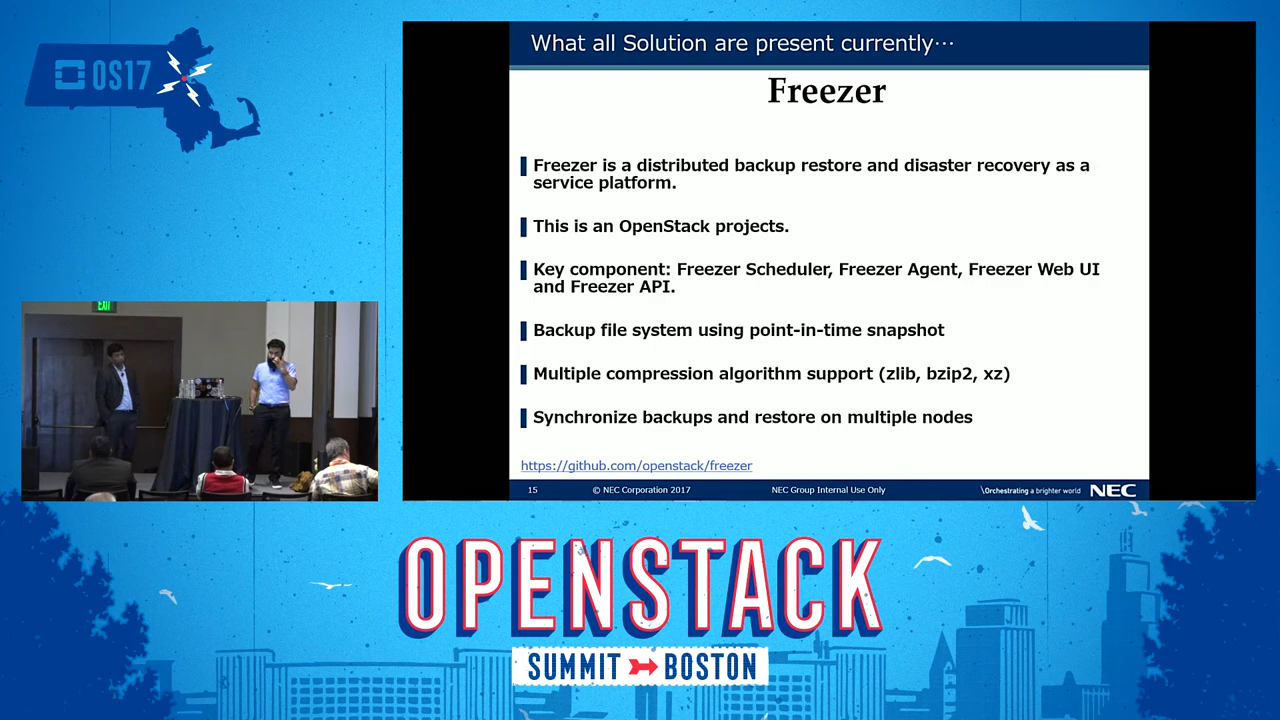 OS17
What all Solution are present currently…
Freezer
Freezer is a distributed backup restore and disaster recovery as a
service platform.
This is an OpenStack projects.
Key component: Freezer Scheduler, Freezer Agent, Freezer Web UI
and Freezer API.
Backup file system using point-in-time snapshot
Multiple compression algorithm support (zlib, bzip2, xz)
Synchronize backups and restore on multiple nodes
https://github.com/openstack/freezer
15 © NEC Corporation 2017 NEC Group Internal Use Only \Orchestrating a brighter world NEC
EXIT
OPENSTACK
SUMMIT BOSTON